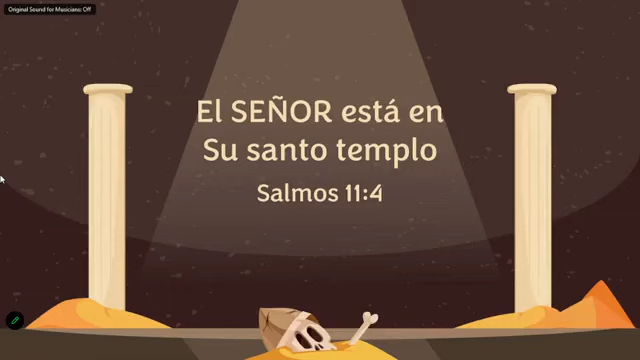 Original Sound for Musicians: Off
El SEÑOR está en
Su santo templo
Salmos 11:4